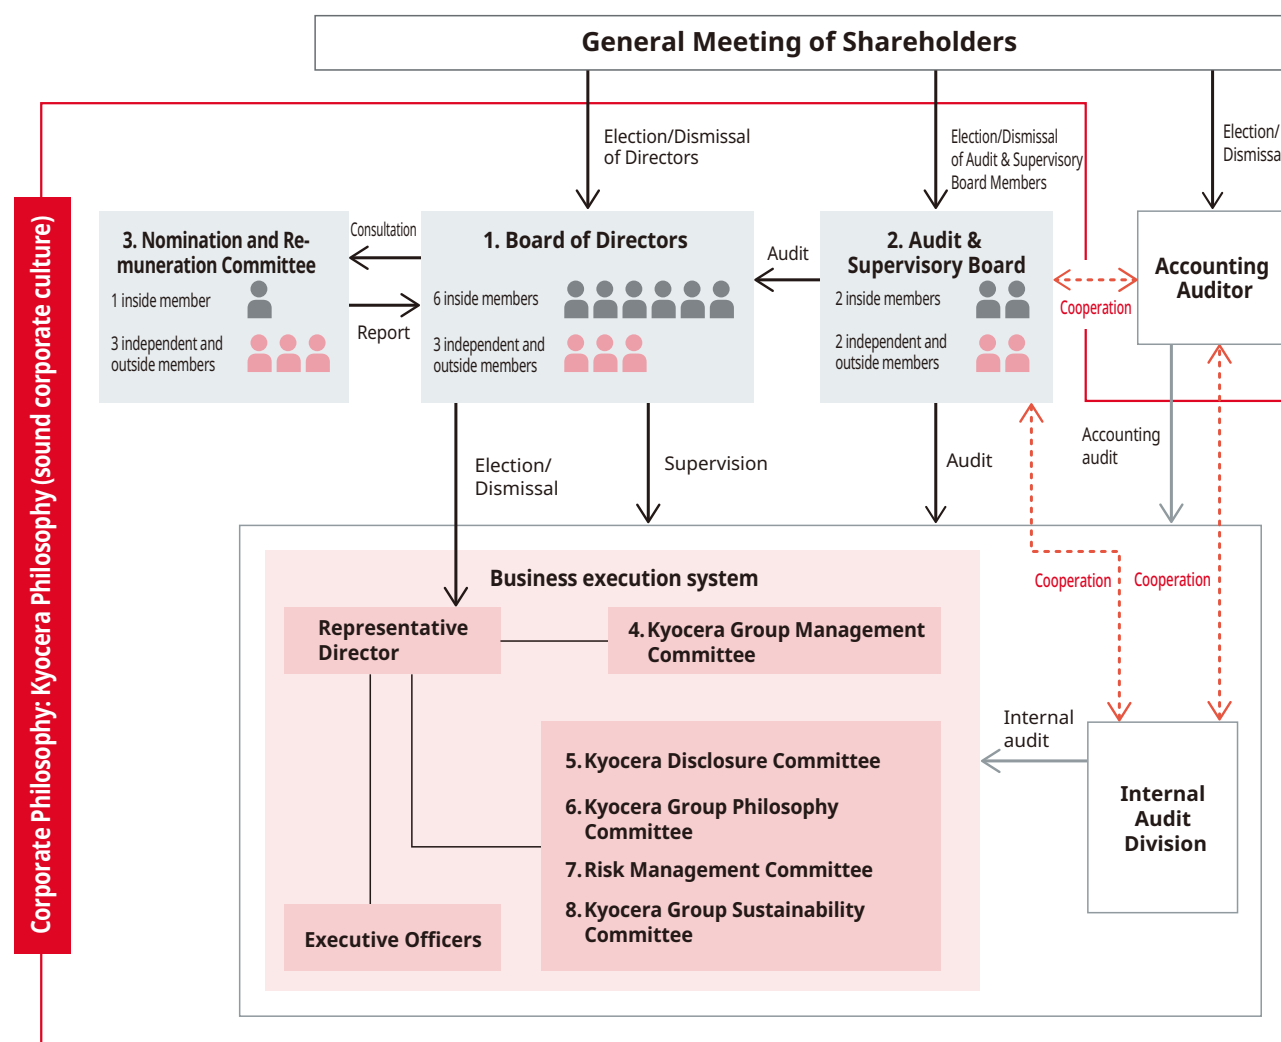 General Meeting of Shareholders
Election/Dismissal
of Directors
Election/Dismissal
of Audit & Supervisory
Board Members
Election/
Dismissa
Corporate Philosophy: Kyocera Philosophy (sound corporate culture)
3. Nomination and Re-
muneration Committee
1 inside member
3 independent and
outside members
Consultation
Report
1. Board of Directors
6 inside members
3 independent and
outside members
Audit
2. Audit &
Supervisory Board
2 inside members
2 independent and
outside members
Cooperation
Accounting
Auditor
Election/
Dismissal
Supervision
Audit
Accounting
audit
Business execution system
Cooperation
Cooperation
Representative
Director
4. Kyocera Group Management
Committee
5. Kyocera Disclosure Committee
6. Kyocera Group Philosophy
Committee
7. Risk Management Committee
8. Kyocera Group Sustainability
Committee
Executive Officers
Internal
audit
Internal
Audit
Division